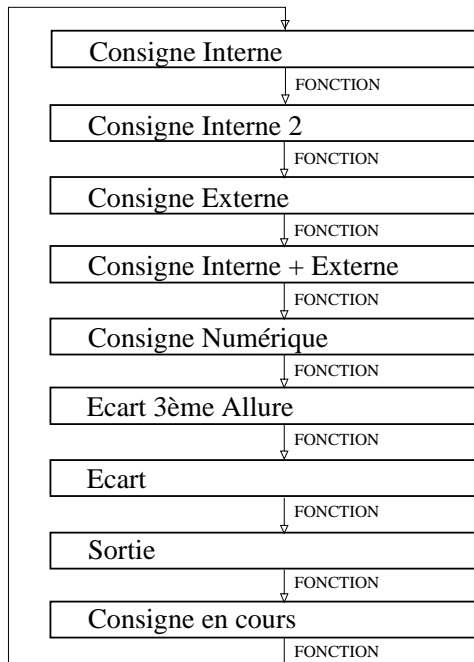 Consigne Interne
FONCTION
Consigne Interne 2
FONCTION
Consigne Externe
FONCTION
Consigne Interne + Externe
FONCTION
Consigne Numérique
FONCTION
Ecart 3ème Allure
FONCTION
Ecart
FONCTION
Sortie
FONCTION
Consigne en cours
FONCTION